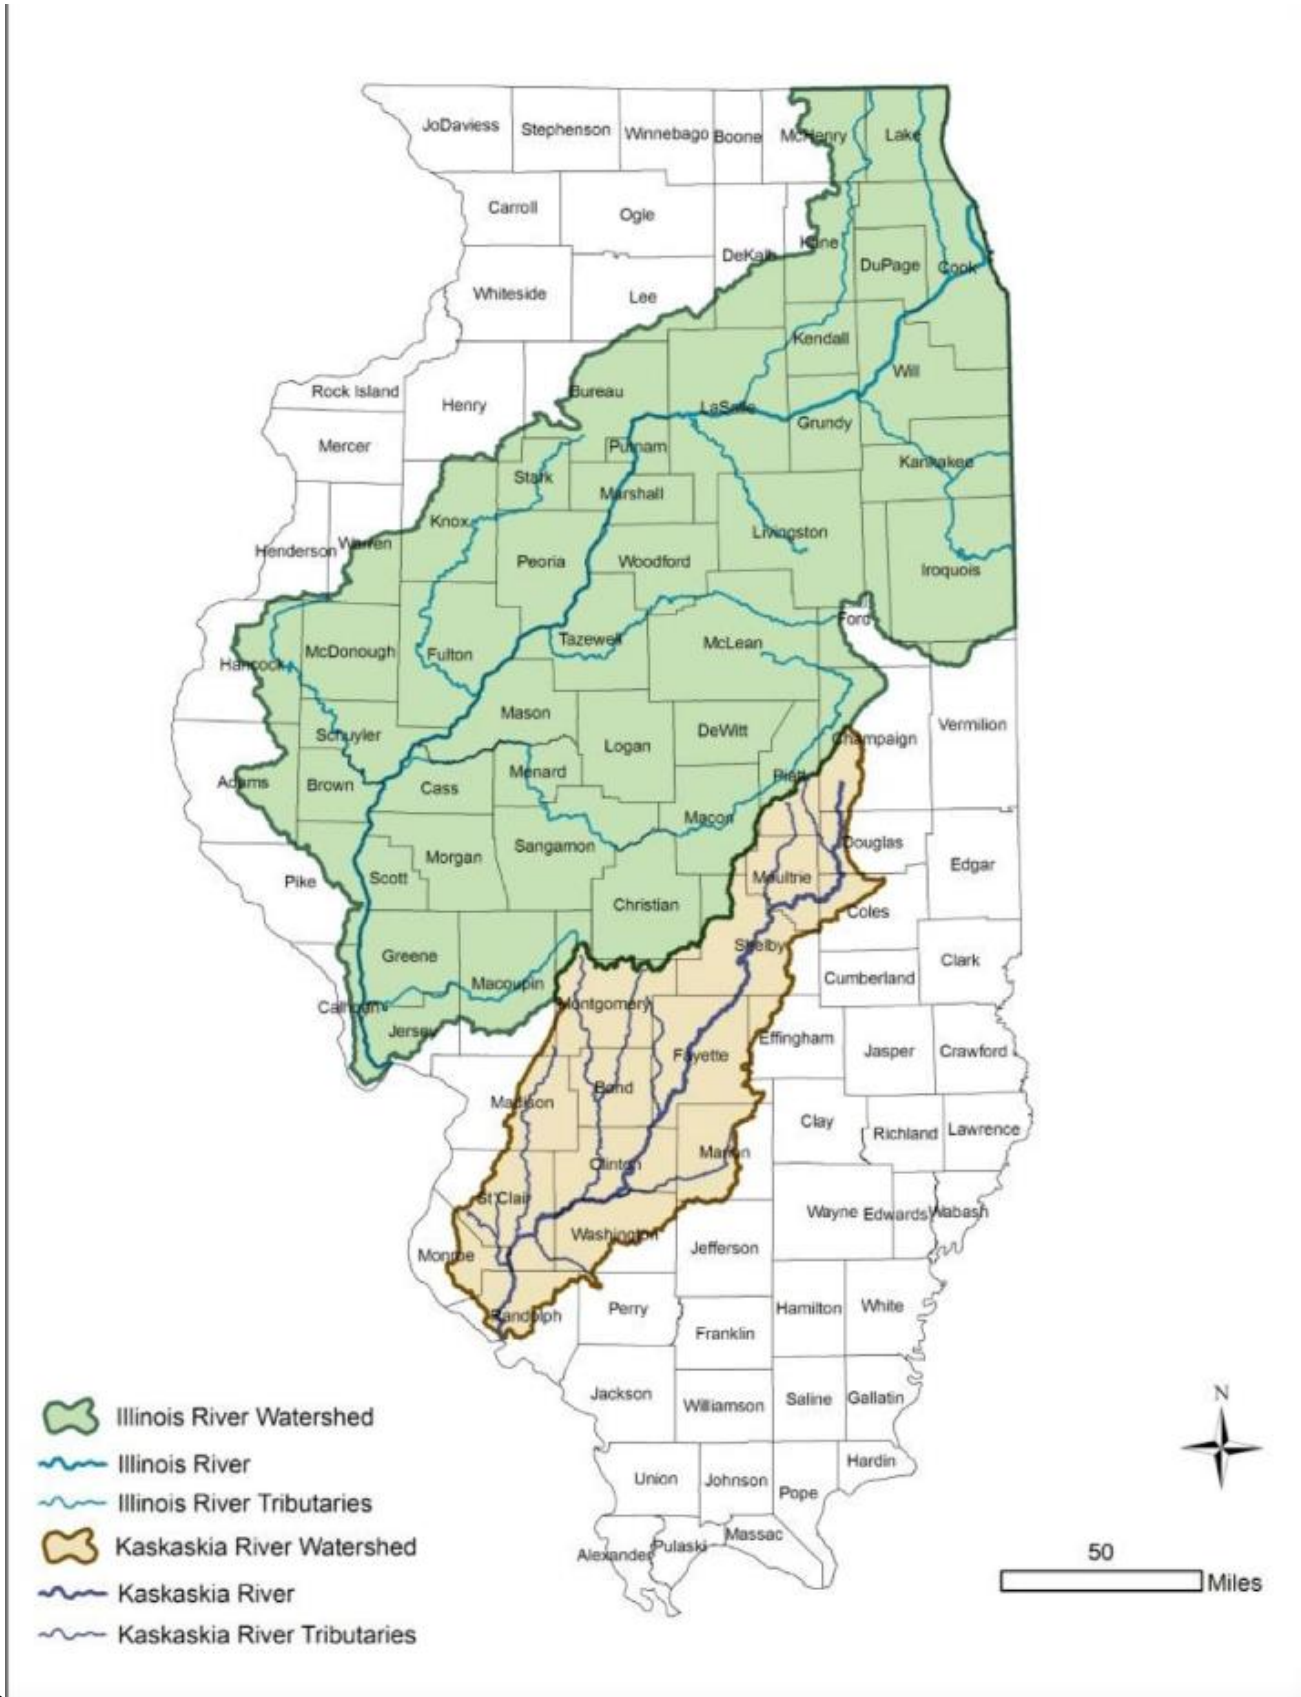 JoDaviess
Stephenson
Winnebago
Boone
McHenry
Lake
Carroll
Ogle
DeKalb
Kane
DuPage
Cook
Whiteside
Lee
Kendall
Will
Rock Island
Henry
Bureau
LaSalle
Grundy
Mercer
Putnam
Kankakee
Stark
Marshall
Knox
Livingston
Henderson
Warren
Peoria
Woodford
Iroquois
Ford
Hancock
McDonough
Fulton
Tazewell
McLean
Mason
Vermilion
Schuyler
Logan
DeWitt
Champaign
Adams
Brown
Cass
Menard
Piatt
Macon
Sangamon
Douglas
Morgan
Edgar
Pike
Scott
Moultrie
Christian
Coles
Shelby
Greene
Clark
Macoupin
Cumberland
Calhoun
Montgomery
Jersey
Effingham
Fayette
Jasper
Crawford
Bond
Madison
Clay
Richland
Lawrence
Marion
Clinton
St Clair
Wayne
Edwards
Wabash
Washington
Jefferson
Monroe
Randolph
Perry
Hamilton
White
Franklin
Jackson
Williamson
Saline
Gallatin
Hardin
Union
Johnson
Pope
Massac
Alexander
Pulaski
Illinois River Watershed
Illinois River
Illinois River Tributaries
Kaskaskia River Watershed
Kaskaskia River
Kaskaskia River Tributaries
N
50
Miles